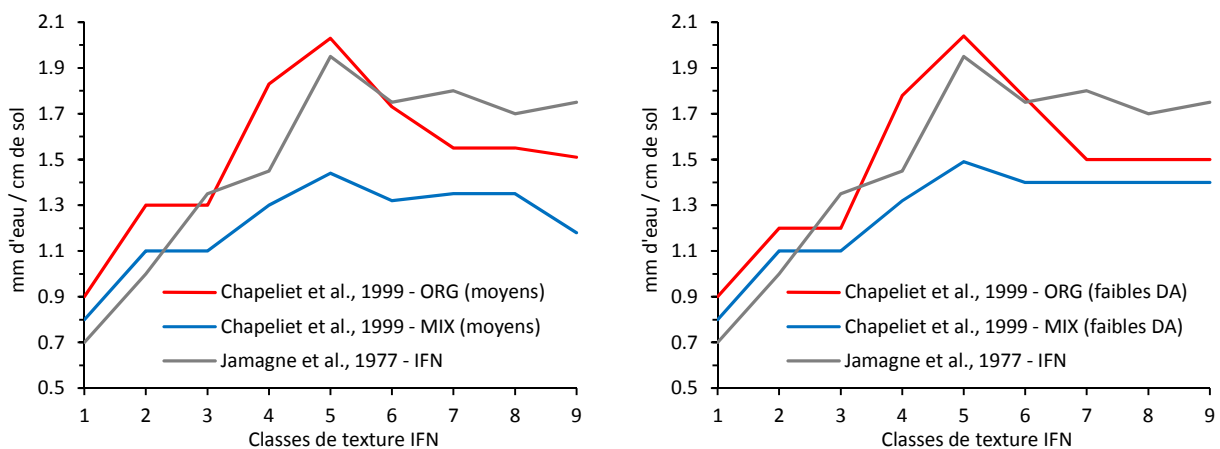 2.1
1.9
1.7
1.5
1.3
1.1
0.9
0.7
0.5
mm d'eau / cm de sol
Chapeliet et al., 1999 - ORG (moyens)
Chapeliet et al., 1999 - MIX (moyens)
Jamagne et al., 1977 - IFN
1 2 3 4 5 6 7 8 9
Classes de texture IFN
2.1
1.9
1.7
1.5
1.3
1.1
0.9
0.7
0.5
mm d'eau / cm de sol
Chapeliet et al., 1999 - ORG (faibles DA)
Chapeliet et al., 1999 - MIX (faibles DA)
Jamagne et al., 1977 - IFN
1 2 3 4 5 6 7 8 9
Classes de texture IFN